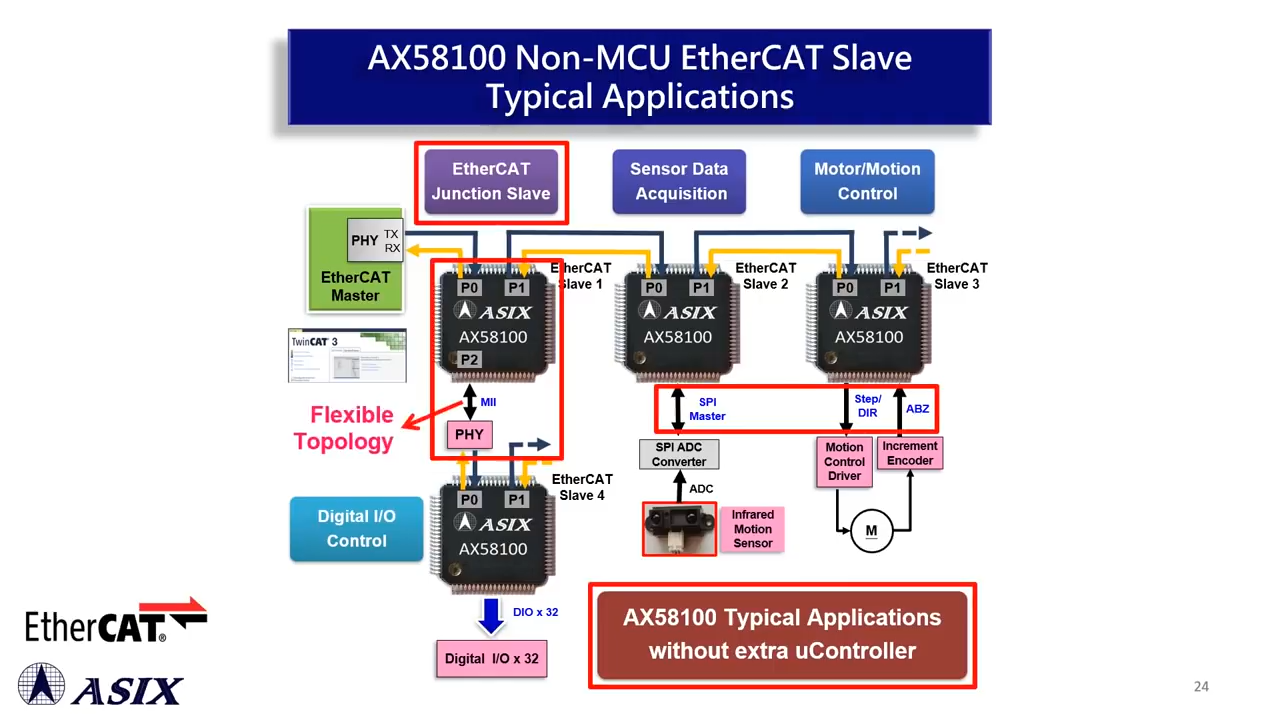 AX58100 Non-MCU EtherCAT Slave
Typical Applications
EtherCAT
Junction Slave
Sensor Data
Acquisition
Motor/Motion
Control
PHY
TX
RX
EtherCAT
Master
P0
P1
EtherCAT
Slave 1
P0
P1
EtherCAT
Slave 2
P0
P1
EtherCAT
Slave 3
ASIX
AX58100
P2
ASIX
AX58100
ASIX
AX58100
TwinCAT 3
Flexible
Topology
MII
PHY
SPI
Master
Step/
DIR
ABZ
SPI ADC
Converter
Motion
Control
Driver
Increment
Encoder
ADC
Infrared
Motion
Sensor
M
P0
P1
EtherCAT
Slave 4
ASIX
AX58100
Digital I/O
Control
DIO x 32
Digital I/O x 32
AX58100 Typical Applications
without extra uController
EtherCAT®
ASIX
24